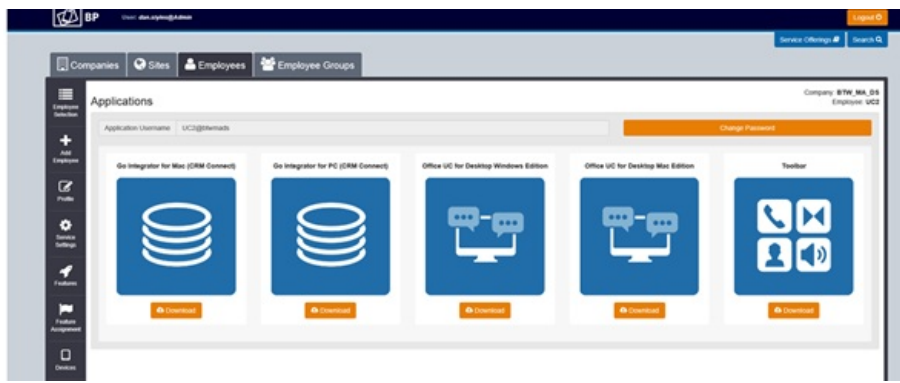 BP
User:
Logout
Service Offerings
Search
Companies
Sites
Employees
Employee Groups
Company: BTW_MA_DS
Employee: UC2
Employee Selection
Add Employee
Profile
Service Settings
Features
Feature Assignment
Devices
Applications
Application Username
Change Password
Go Integrator for Mac (CRM Connect)
Go Integrator for PC (CRM Connect)
Office UC for Desktop Windows Edition
Office UC for Desktop Mac Edition
Toolbar
Download
Download
Download
Download
Download